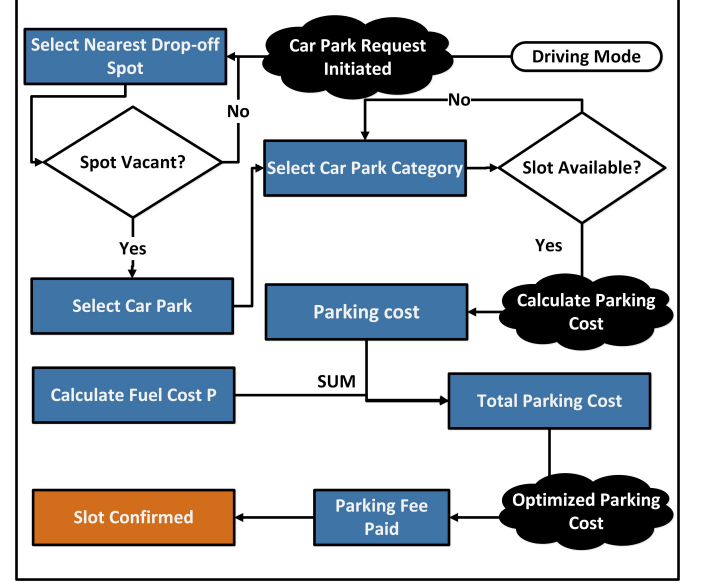 Select Nearest Drop-off
Spot
Car Park Request
Initiated
Driving Mode
No
No
Spot Vacant?
Select Car Park Category
Slot Available?
Yes
Yes
Select Car Park
Parking cost
Calculate Parking
Cost
Calculate Fuel Cost P
SUM
Total Parking Cost
Slot Confirmed
Parking Fee
Paid
Optimized Parking
Cost